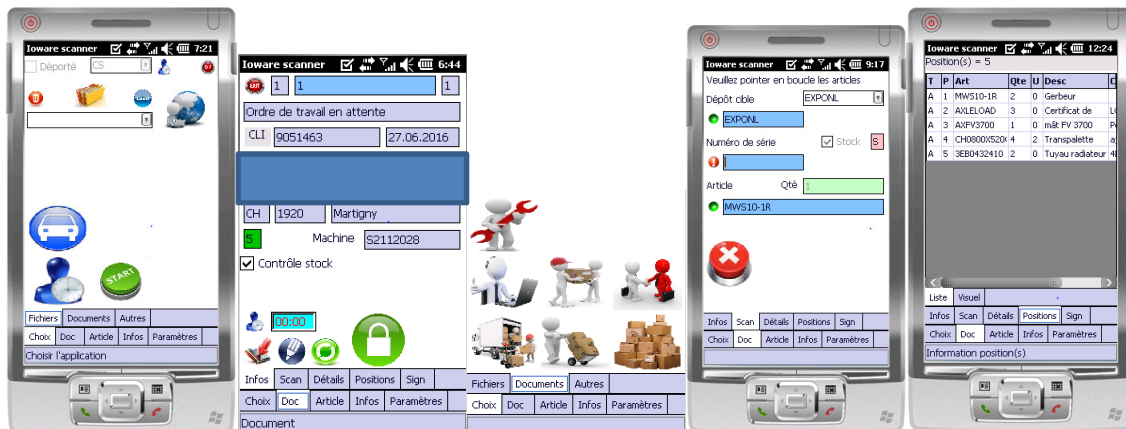 Ioware scanner 7:21
Déporté CS
START
Fichiers Documents Autres
Choix Doc Article Infos Paramètres
Choisir l'application
Ioware scanner 6:44
EXIT 1 1 1
Ordre de travail en attente
CLI 9051463 27.06.2016
CH 1920 Martigny
5 Machine S2112028
Contrôle stock
00:00
Infos Scan Détails Positions Sign
Choix Doc Article Infos Paramètres
Document
Fichiers Documents Autres
Choix Doc Article Infos Paramètres
Ioware scanner 9:17
Veuillez pointer en boucle les articles
Dépôt cible EXPONL
EXPONL
Numéro de série Stock S
Article Qté 1
MWS10-1R
Infos Scan Détails Positions Sign
Choix Doc Article Infos Paramètres
Ioware scanner 12:24
Position(s) = 5
T P Art Qte U Desc
A 1 MWS10-1R 2 0 Gerbeur
A 2 AXLELOAD 3 0 Certificat de
A 3 AXFV3700 1 0 mât FV 3700
A 4 CH0800X520 4 2 Transpalette
A 5 3EB0432410 2 0 Tuyau radiateur
Liste Visuel
Infos Scan Détails Positions Sign
Choix Doc Article Infos Paramètres
Information position(s)